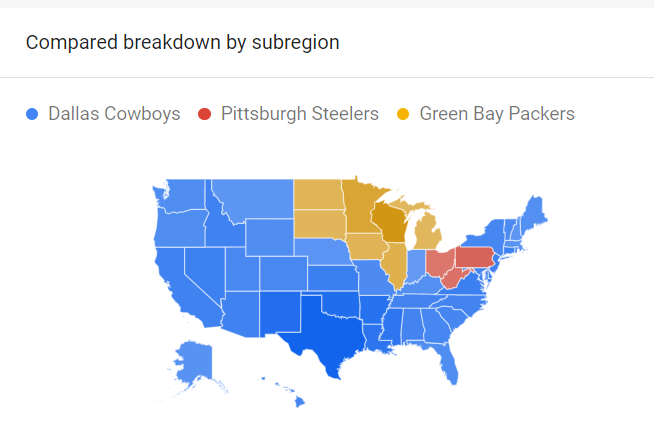 Compared breakdown by subregion
Dallas Cowboys Pittsburgh Steelers Green Bay Packers